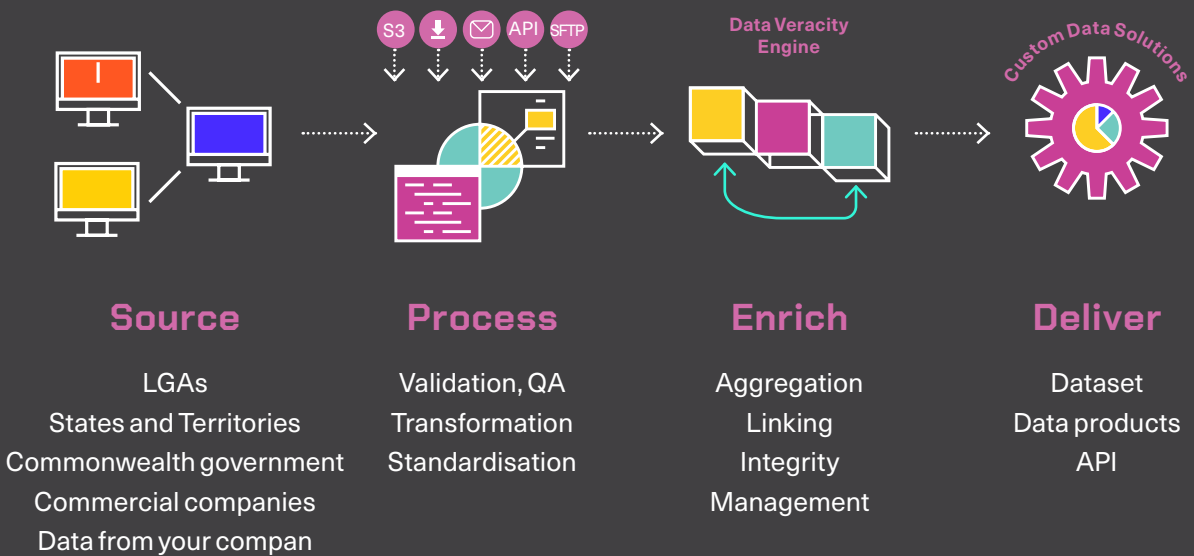 S3
API
SFTP
Data Veracity
Engine
Custom Data Solutions
Source
LGAs
States and Territories
Commonwealth government
Commercial companies
Data from your compan
Process
Validation, QA
Transformation
Standardisation
Enrich
Aggregation
Linking
Integrity
Management
Deliver
Dataset
Data products
API